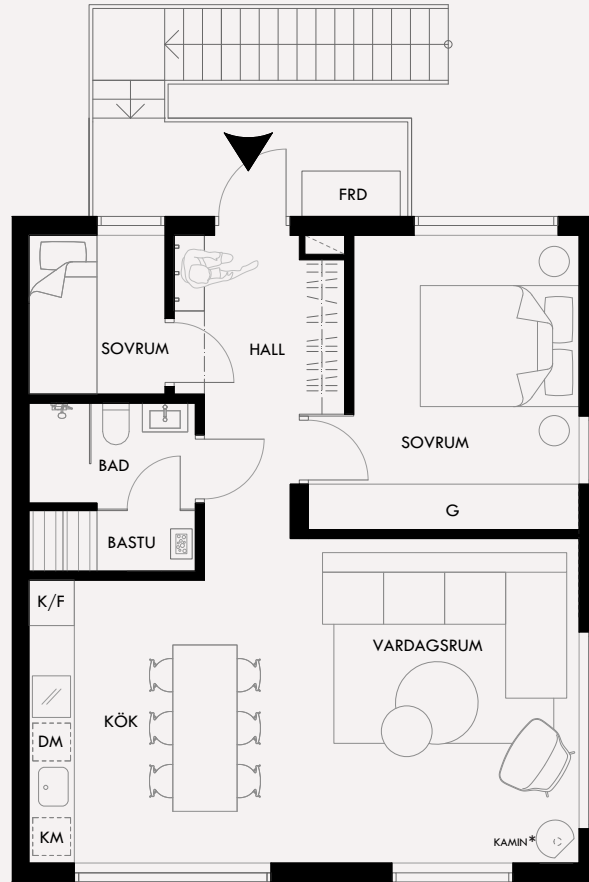 FRD
SOVRUM
HALL
SOVRUM
BAD
G
BASTU
K/F
VARDAGSRUM
KÖK
DM
KM
KAMIN*